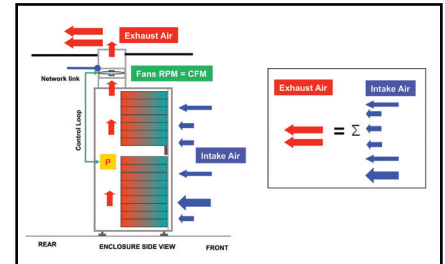 Exhaust Air
Fans RPM = CFM
Network link
Control Loop
P
Intake Air
REAR
ENCLOSURE SIDE VIEW
FRONT
Exhaust Air
Intake Air
= Σ